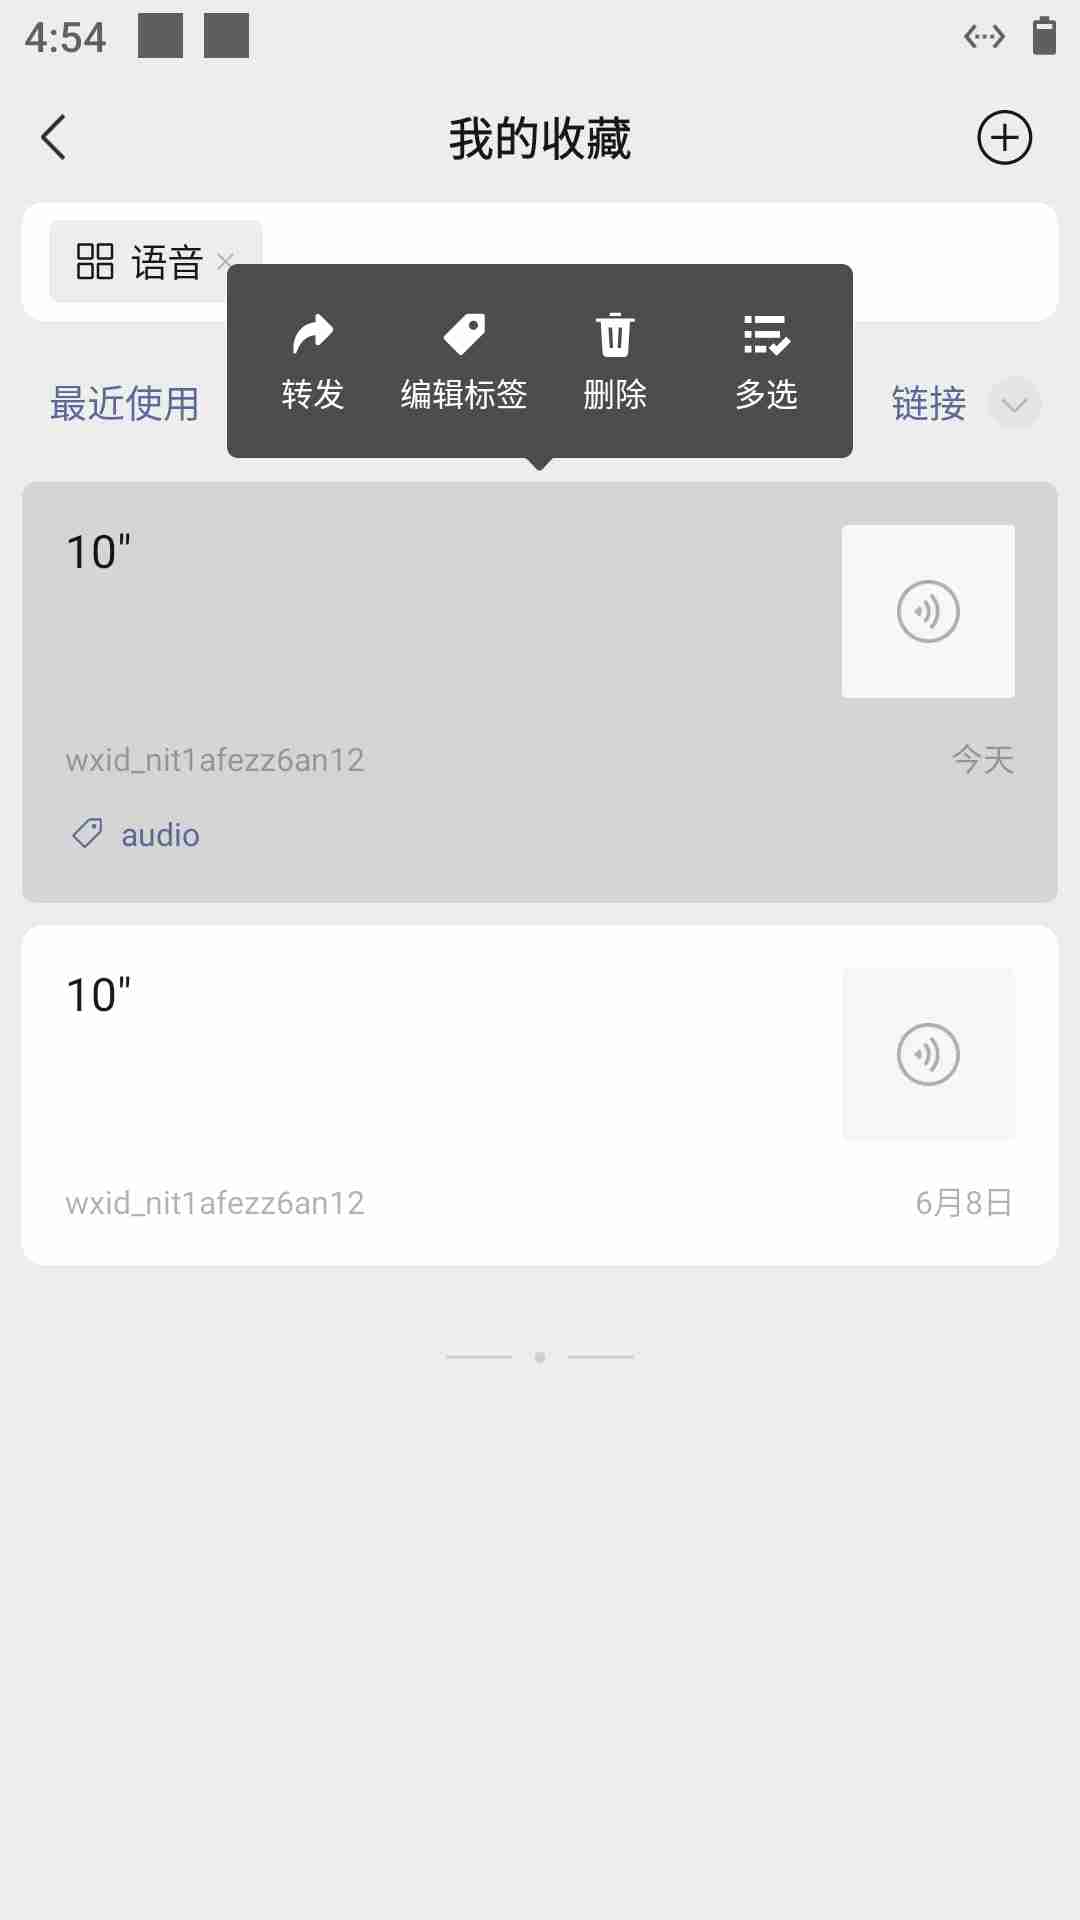 4:54
我的收藏
语音
转发 编辑标签 删除 多选
最近使用 链接
10"
wxid_nit1afezz6an12 今天
audio
10"
wxid_nit1afezz6an12 6月8日